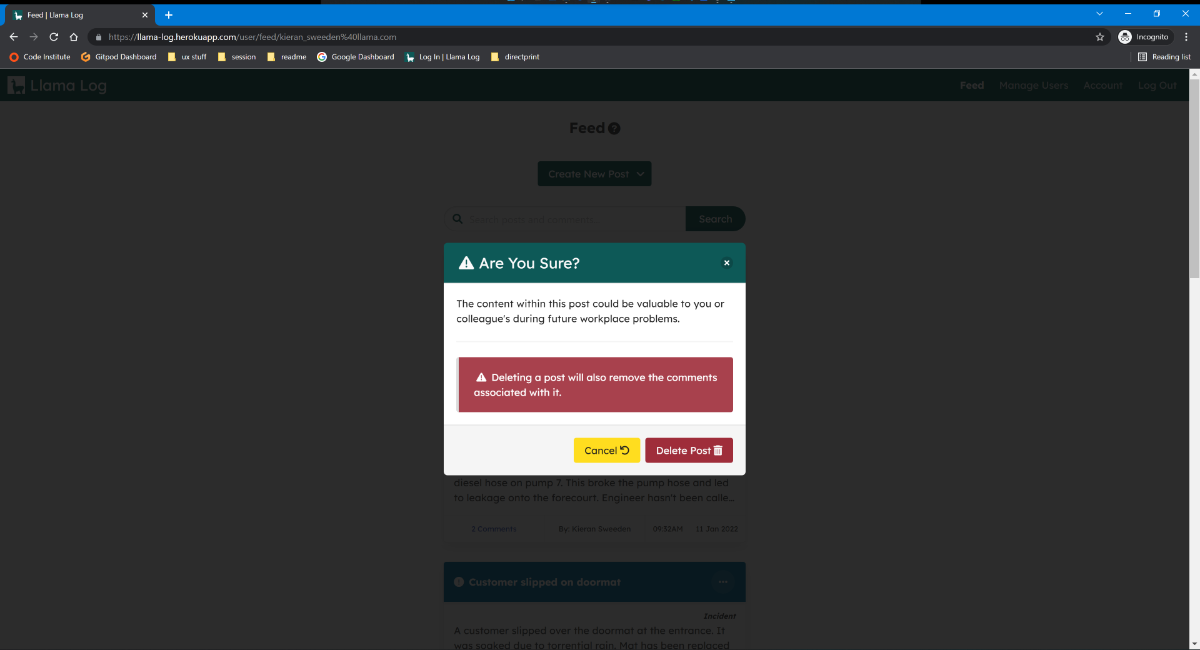 Feed | Llama Log
https://llama-log.herokuapp.com/user/feed/kieran_sweeden%40llama.com
Incognito
Code Institute
Gitpod Dashboard
ux stuff
session
readme
Google Dashboard
Log In | Llama Log
directprint
Reading list
Llama Log
Feed
Manage Users
Account
Log Out
Feed
Create New Post
Search posts and comments...
Search
Are You Sure?
The content within this post could be valuable to you or
colleague's during future workplace problems.
Deleting a post will also remove the comments
associated with it.
Cancel
Delete Post
diesel hose on pump 7. This broke the pump hose and led
to leakage onto the forecourt. Engineer hasn't been calle...
2 Comments
By: Kieran Sweeden
09:52AM
11 Jan 2022
Customer slipped on doormat
Incident
A customer slipped over the doormat at the entrance. It
was soaked due to torrential rain. Mat has been replaced